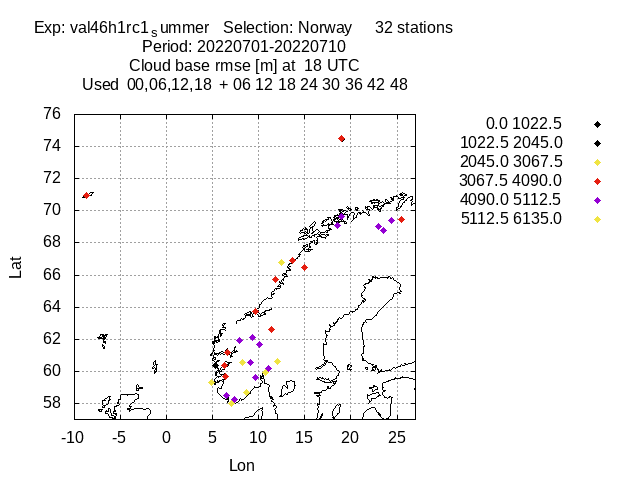 Exp: val46h1rc1summer   Selection: Norway     32 stations
Period: 20220701-20220710
Cloud base rmse [m] at  18 UTC
Used  00,06,12,18  + 06 12 18 24 30 36 42 48
0.0 1022.5
1022.5 2045.0
2045.0 3067.5
3067.5 4090.0
4090.0 5112.5
5112.5 6135.0
76
74
72
70
68
66
64
62
60
58
Lat
-10 -5 0 5 10 15 20 25
Lon